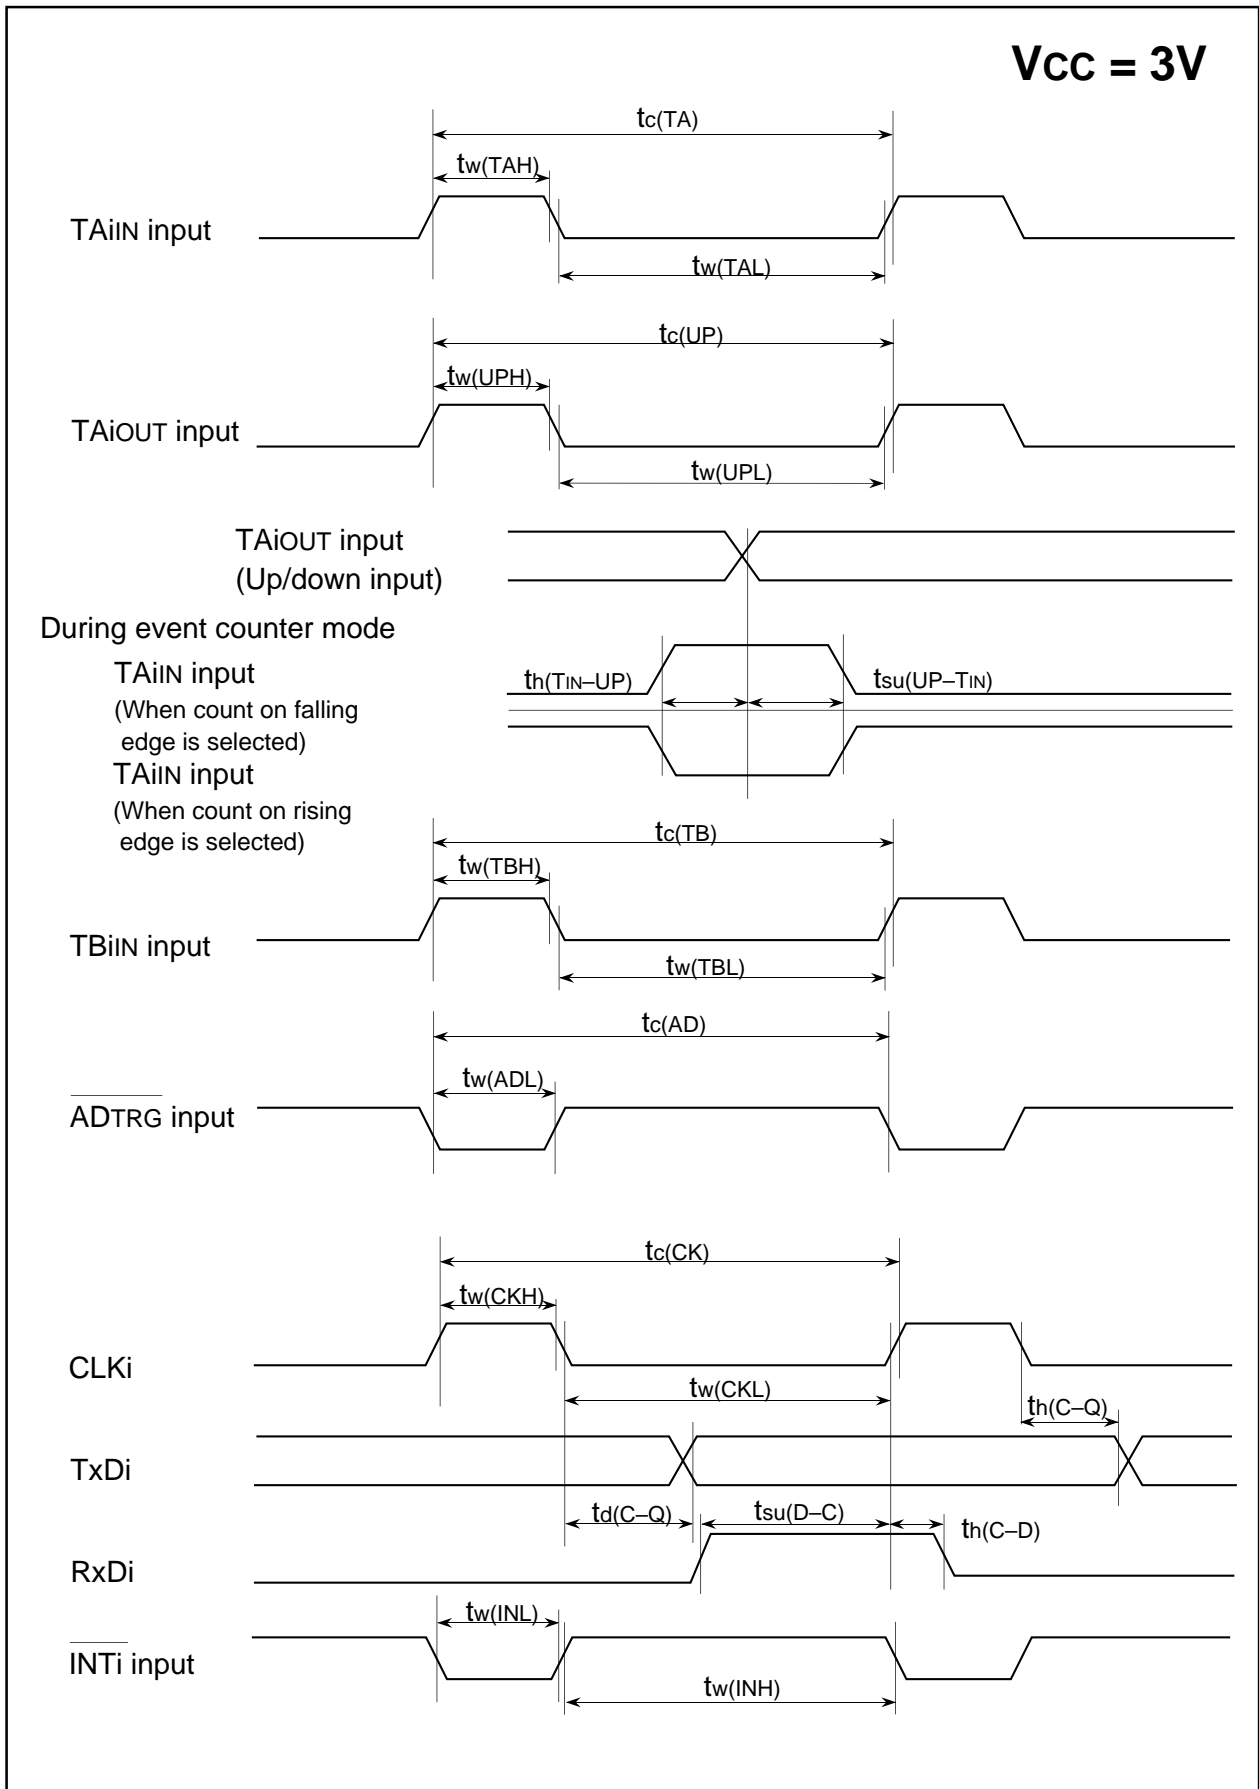 VCC = 3V
tc(TA)
tw(TAH)
TAiIN input
tw(TAL)
tc(UP)
tw(UPH)
TAiOUT input
tw(UPL)
TAiOUT input
(Up/down input)
During event counter mode
TAiIN input
(When count on falling
edge is selected)
th(TIN–UP)
tsu(UP–TIN)
TAiIN input
(When count on rising
edge is selected)
tc(TB)
tw(TBH)
TBiIN input
tw(TBL)
tc(AD)
tw(ADL)
ADTRG input
tc(CK)
tw(CKH)
CLKi
tw(CKL)
th(C–Q)
TxDi
td(C–Q)
tsu(D–C)
th(C–D)
RxDi
tw(INL)
INTi input
tw(INH)